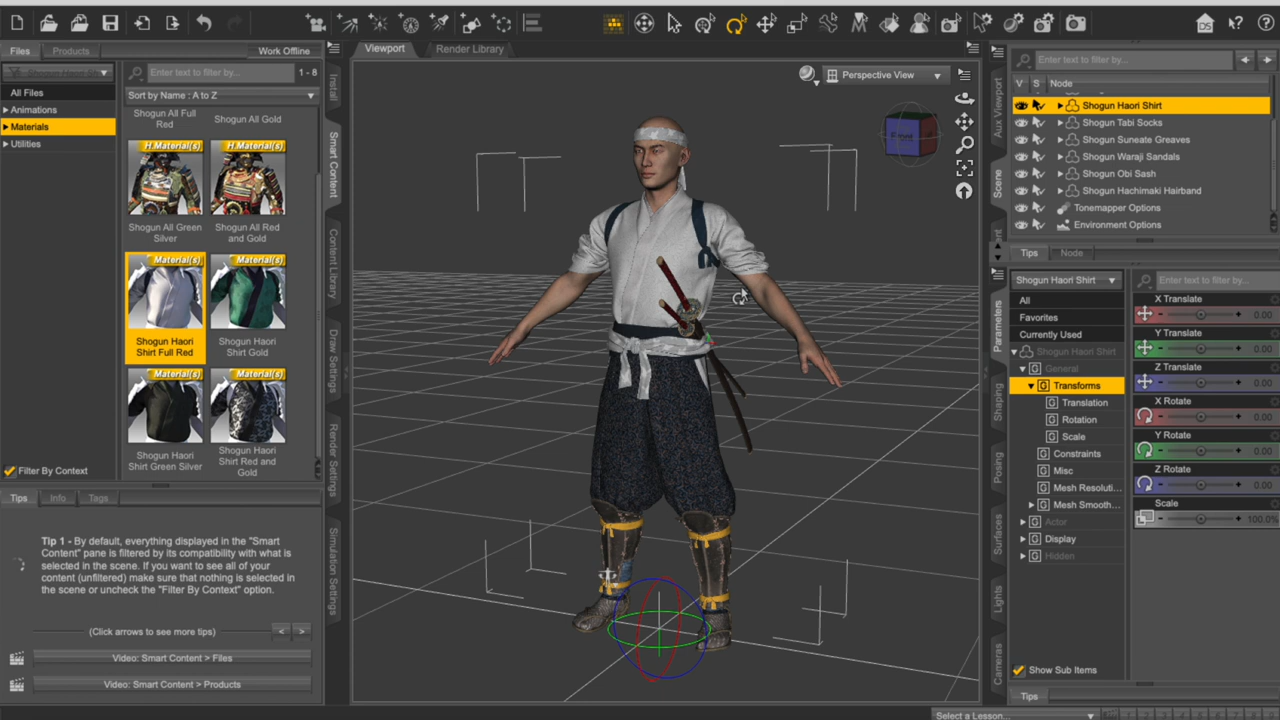 Files
Products
Work Offline
Shogun Haori Sh
Enter text to filter by...
1 - 8
Sort by Name : A to Z
All Files
Animations
Materials
Utilities
Shogun All Full
Red
Shogun All Gold
H.Material(s)
H.Material(s)
Shogun All Green
Silver
Shogun All Red
and Gold
Material(s)
Material(s)
Shogun Haori
Shirt Full Red
Shogun Haori
Shirt Gold
Material(s)
Material(s)
Shogun Haori
Shirt Green Silver
Shogun Haori
Shirt Red and
Gold
Filter By Context
Tips
Info
Tags
Tip 1 - By default, everything displayed in the "Smart
Content" pane is filtered by its compatibility with what is
selected in the scene. If you want to see all of your
content (unfiltered) make sure that nothing is selected in
the scene or uncheck the "Filter By Context" option.
(Click arrows to see more tips)
<
>
Video: Smart Content > Files
Video: Smart Content > Products
Install
Smart Content
Content Library
Draw Settings
Render Settings
Simulation Settings
Viewport
Render Library
Perspective View
Front
DS
Aux Viewport
Scene
Enter text to filter by...
V
S
Node
Shogun Haori Shirt
Shogun Tabi Socks
Shogun Suneate Greaves
Shogun Waraji Sandals
Shogun Obi Sash
Shogun Hachimaki Hairband
Tonemapper Options
Environment Options
Tips
Node
Parameters
Shaping
Posing
Surfaces
Lights
Cameras
Shogun Haori Shirt
Enter text to filter by...
All
Favorites
Currently Used
Shogun Haori Shirt
General
Transforms
Translation
Rotation
Scale
Constraints
Misc
Mesh Resoluti...
Mesh Smooth...
Actor
Display
Hidden
X Translate
0.00
Y Translate
0.00
Z Translate
0.00
X Rotate
0.00
Y Rotate
0.00
Z Rotate
0.00
Scale
100.0%
Show Sub Items
Tips
Select a Lesson...